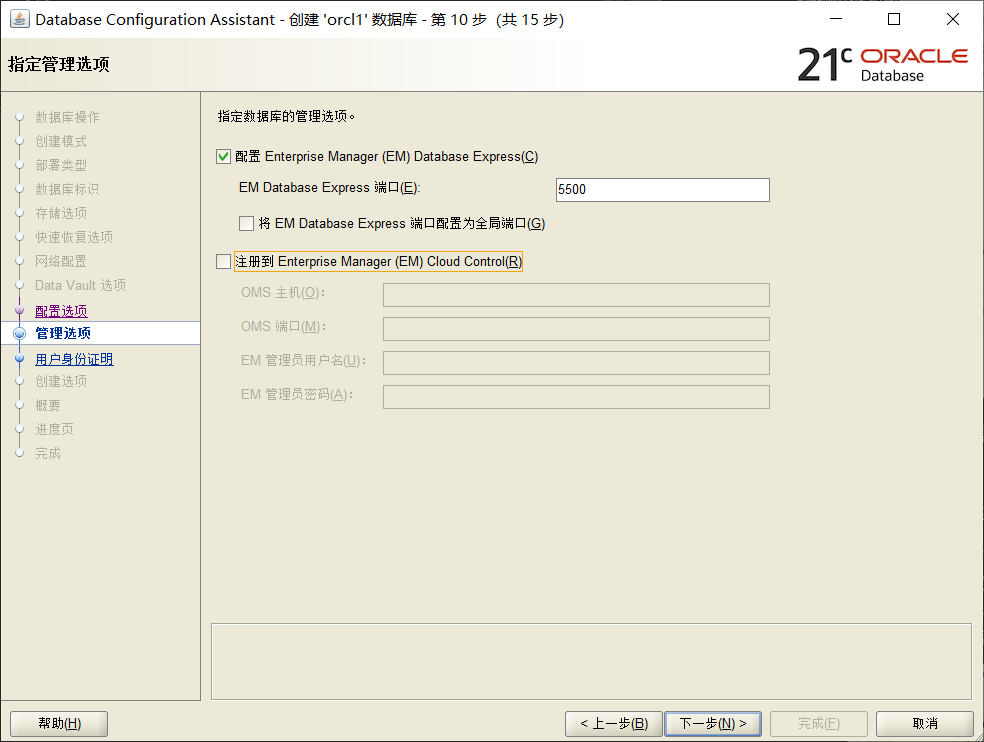 Database Configuration Assistant - 创建 'orcl1' 数据库 - 第 10 步 (共 15 步)
指定管理选项
21c ORACLE
Database
数据库操作
创建模式
部署类型
数据库标识
存储选项
快速恢复选项
网络配置
Data Vault 选项
配置选项
管理选项
用户身份证明
创建选项
概要
进度页
完成
指定数据库的管理选项。
配置 Enterprise Manager (EM) Database Express(C)
EM Database Express 端口(E):
5500
将 EM Database Express 端口配置为全局端口(G)
注册到 Enterprise Manager (EM) Cloud Control(R)
OMS 主机(O):
OMS 端口(M):
EM 管理员用户名(U):
EM 管理员密码(A):
帮助(H)
< 上一步(B)
下一步(N) >
完成(F)
取消